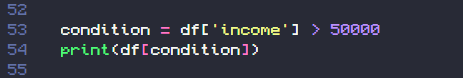 52
53 condition = df['income'] > 50000
54 print(df[condition])
55